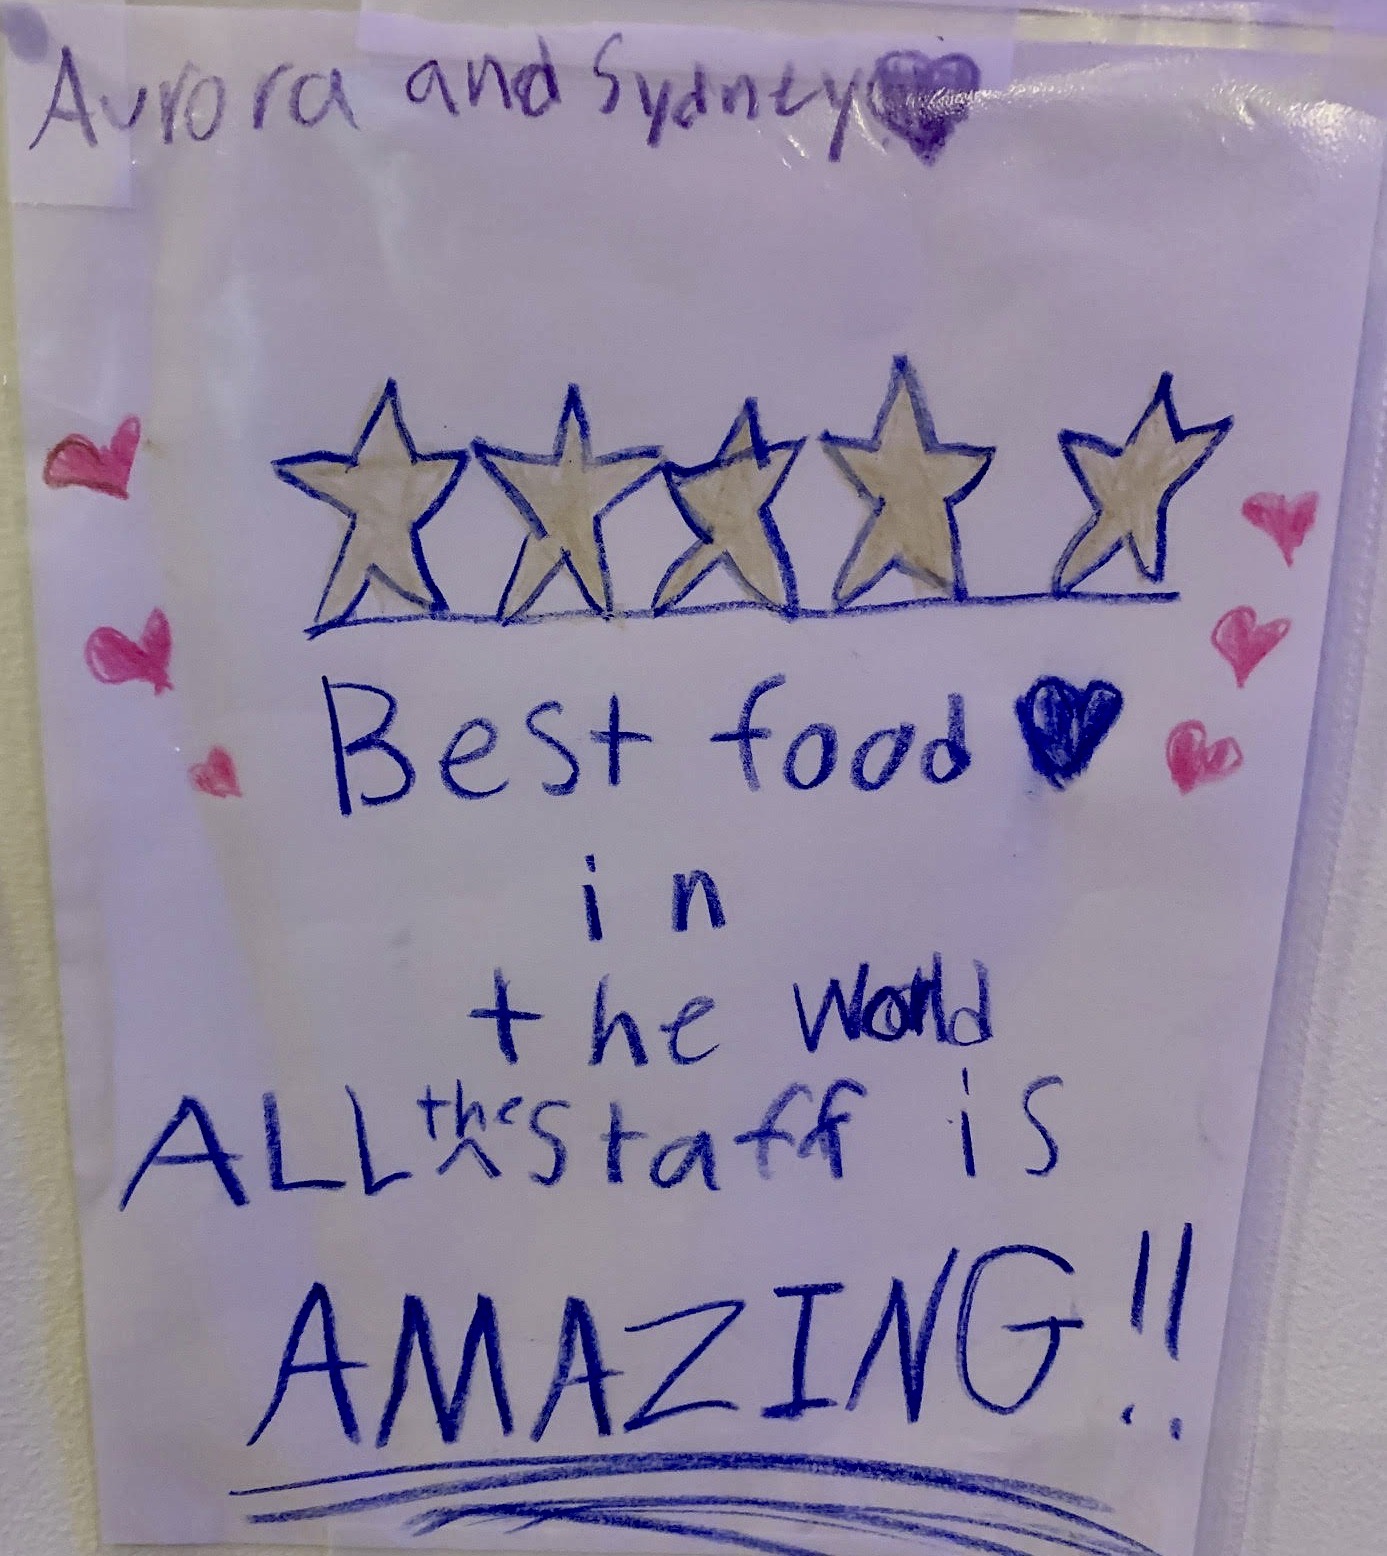 Aurora and Sydney
Best food
in
the world
ALL the staff is
AMAZING!!